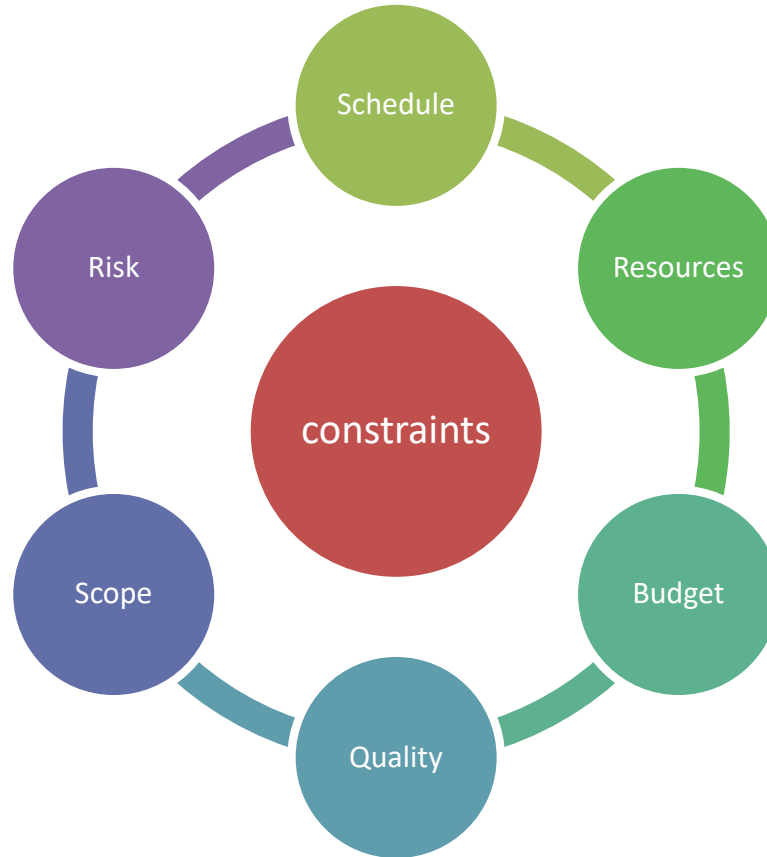 Schedule
Risk
Resources
constraints
Scope
Budget
Quality